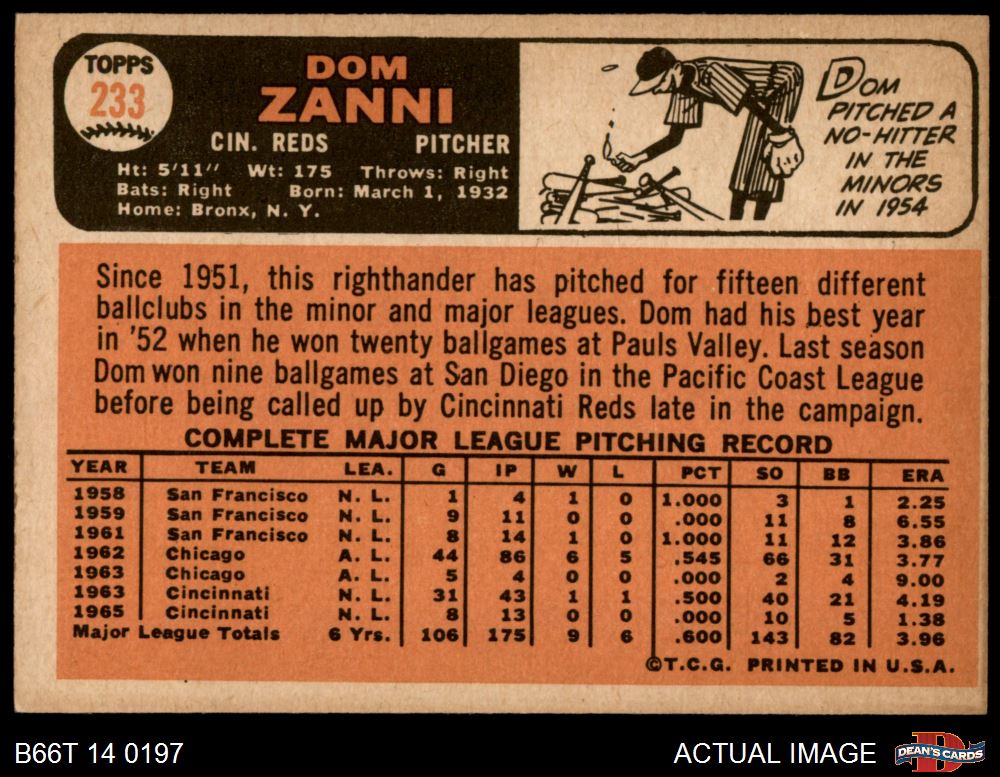 TOPPS
233
DOM
ZANNI
CIN. REDS PITCHER
Ht: 5'11" Wt: 175 Throws: Right
Bats: Right Born: March 1, 1932
Home: Bronx, N. Y.
DOM
PITCHED A
NO-HITTER
IN THE
MINORS
IN 1954
Since 1951, this righthander has pitched for fifteen different
ballclubs in the minor and major leagues. Dom had his best year
in '52 when he won twenty ballgames at Pauls Valley. Last season
Dom won nine ballgames at San Diego in the Pacific Coast League
before being called up by Cincinnati Reds late in the campaign.
COMPLETE MAJOR LEAGUE PITCHING RECORD
YEAR TEAM LEA. G IP W L PCT SO BB ERA
1958 San Francisco N. L. 1 4 1 0 1.000 3 1 2.25
1959 San Francisco N. L. 9 11 0 0 .000 11 8 6.55
1961 San Francisco N. L. 8 14 1 0 1.000 11 12 3.86
1962 Chicago A. L. 44 86 6 5 .545 66 31 3.77
1963 Chicago A. L. 5 4 0 0 .000 2 4 9.00
1963 Cincinnati N. L. 31 43 1 1 .500 40 21 4.19
1965 Cincinnati N. L. 8 13 0 0 .000 10 5 1.38
Major League Totals 6 Yrs. 106 175 9 6 .600 143 82 3.96
©T.C.G. PRINTED IN U.S.A.
B66T 14 0197 ACTUAL IMAGE DEAN'S CARDS